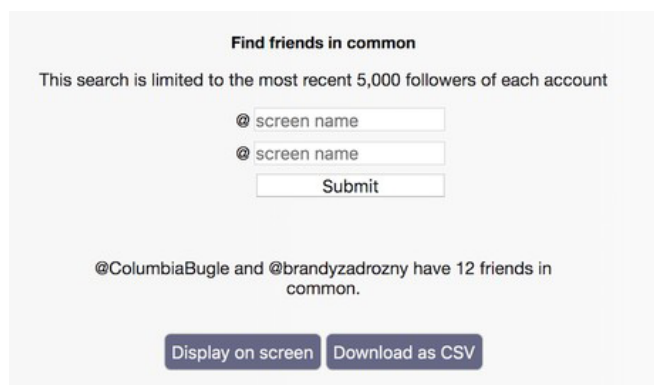 Find friends in common
This search is limited to the most recent 5,000 followers of each account
@ screen name
@ screen name
Submit
@ColumbiaBugle and @brandyzadrozny have 12 friends in
common.
Display on screen Download as CSV